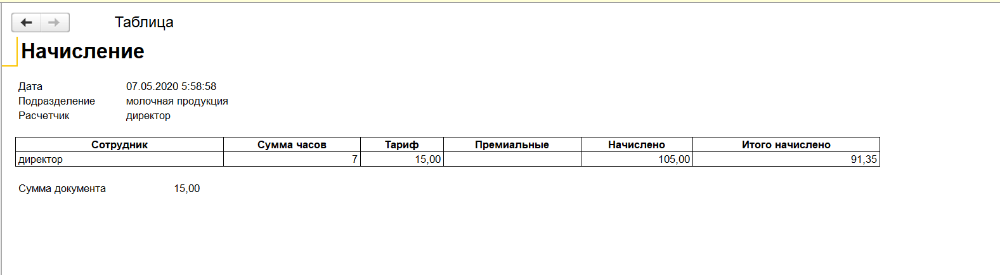 Таблица
Начисление
Дата 07.05.2020 5:58:58
Подразделение молочная продукция
Расчетчик директор
Сотрудник Сумма часов Тариф Премиальные Начислено Итого начислено
директор 7 15,00 105,00 91,35
Сумма документа 15,00